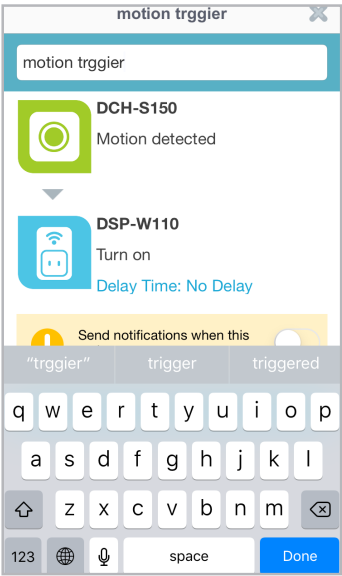 motion trggier
motion trggier
DCH-S150
Motion detected
DSP-W110
Turn on
Delay Time: No Delay
Send notifications when this
"trggier" trigger triggered
q w e r t y u i o p
a s d f g h j k l
z x c v b n m
123 space Done